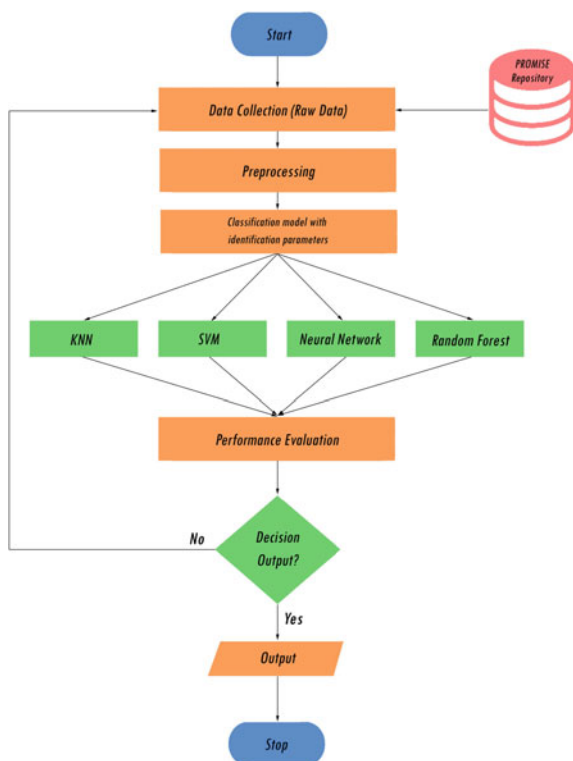 Start
PROMISE
Repository
Data Collection (Raw Data)
Preprocessing
Classification model with
identification parameters
KNN
SVM
Neural Network
Random Forest
Performance Evaluation
Decision
Output?
No
Yes
Output
Stop